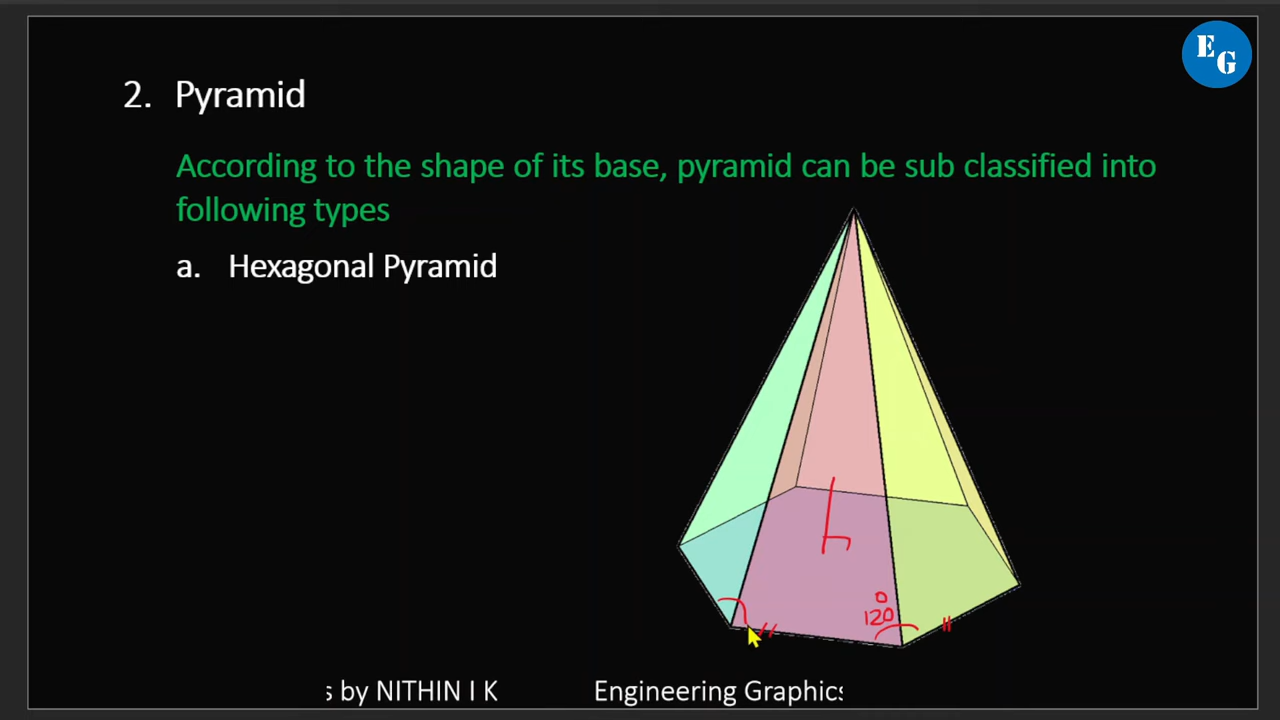 E
G
2. Pyramid
According to the shape of its base, pyramid can be sub classified into
following types
a. Hexagonal Pyramid
h
120°
s by NITHIN I K Engineering Graphics